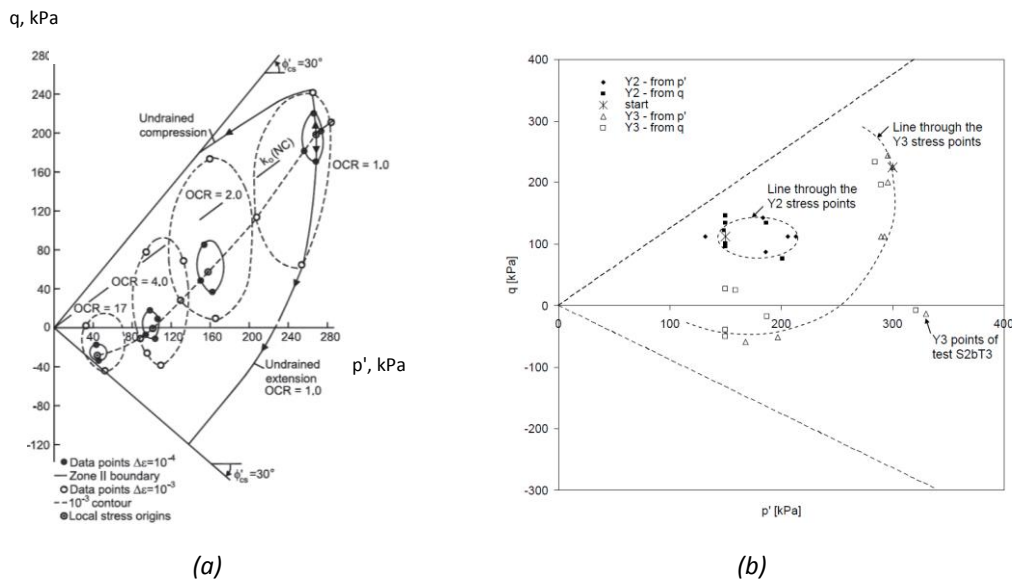 q, kPa
280
240
200
160
120
80
40
0
-40
-80
-120
40
80
120
160
200
240
280
ϕ'cs=30°
Undrained
compression
k₀(NC)
OCR = 1.0
OCR = 2.0
OCR = 4.0
OCR = 17
p', kPa
Undrained
extension
OCR = 1.0
ϕ'cs=30°
Data points Δε=10⁻⁴
Zone II boundary
Data points Δε=10⁻³
10⁻³ contour
Local stress origins
(a)
400
300
200
100
0
-100
-200
-300
q [kPa]
Y2 - from p'
Y2 - from q
start
Y3 - from p'
Y3 - from q
Line through the
Y3 stress points
Line through the
Y2 stress points
Y3 points of
test S2bT3
0
100
200
300
400
p' [kPa]
(b)